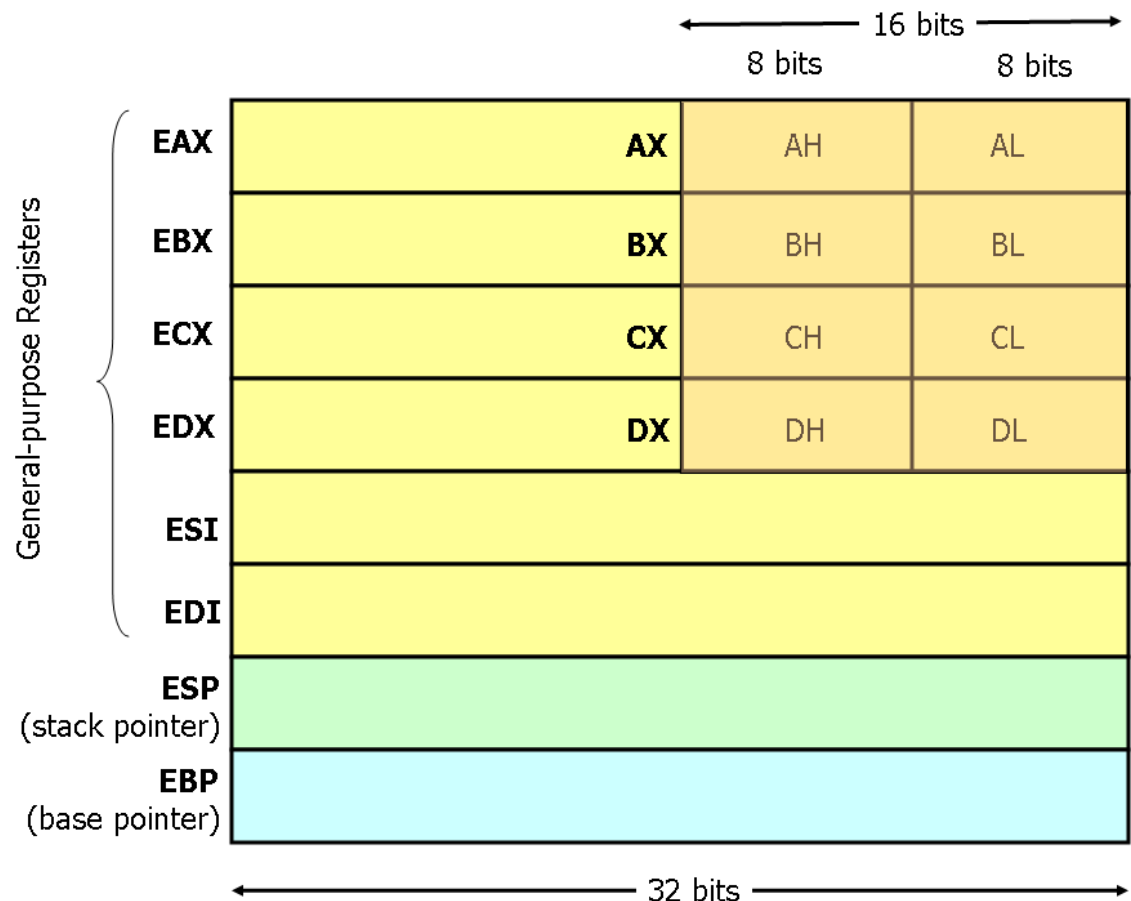 16 bits
8 bits 8 bits
EAX AX AH AL
EBX BX BH BL
ECX CX CH CL
EDX DX DH DL
ESI
EDI
ESP
(stack pointer)
EBP
(base pointer)
32 bits
General-purpose Registers